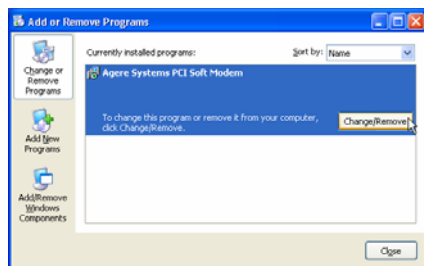 Add or Remove Programs
Change or
Remove
Programs
Currently installed programs:
Sort by:
Name
Agere Systems PCI Soft Modem
To change this program or remove it from your computer,
click Change/Remove.
Change/Remove
Add New
Programs
Add/Remove
Windows
Components
Close